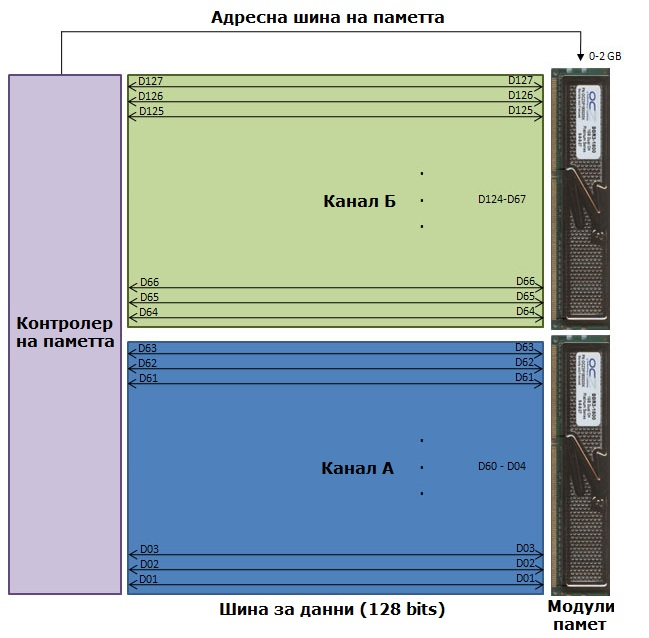 Адресна шина на паметта
0-2 GB
D127 D127
D126 D126
D125 D125
Канал Б D124-D67
D66 D66
D65 D65
D64 D64
Контролер
на паметта
D63 D63
D62 D62
D61 D61
Канал А D60 - D04
D03 D03
D02 D02
D01 D01
Шина за данни (128 bits)
Модули
памет
OCZ
OCZ